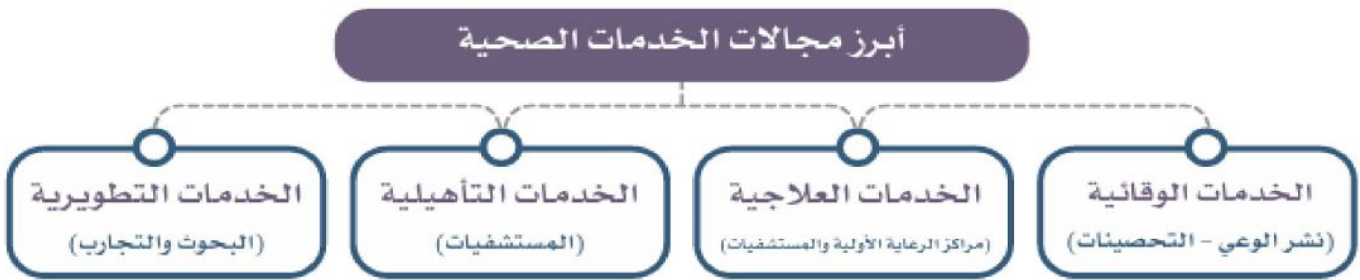 أبرز مجالات الخدمات الصحية
الخدمات الوقائية
(نشر الوعي - التحصينات)
الخدمات العلاجية
(مراكز الرعاية الأولية والمستشفيات)
الخدمات التأهيلية
(المستشفيات)
الخدمات التطويرية
(البحوث والتجارب)